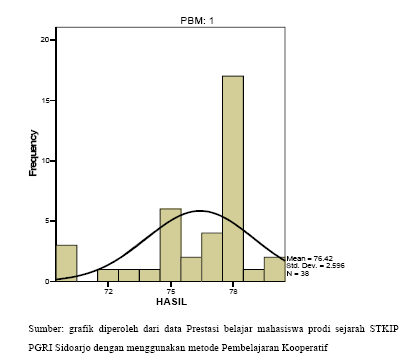 PBM: 1
20
15
10
5
0
Frequency
72 75 78
HASIL
Mean = 76.42
Std. Dev. = 2.596
N = 38
Sumber: grafik diperoleh dari data Prestasi belajar mahasiswa prodi sejarah STKIP
PGRI Sidoarjo dengan menggunakan metode Pembelajaran Kooperatif